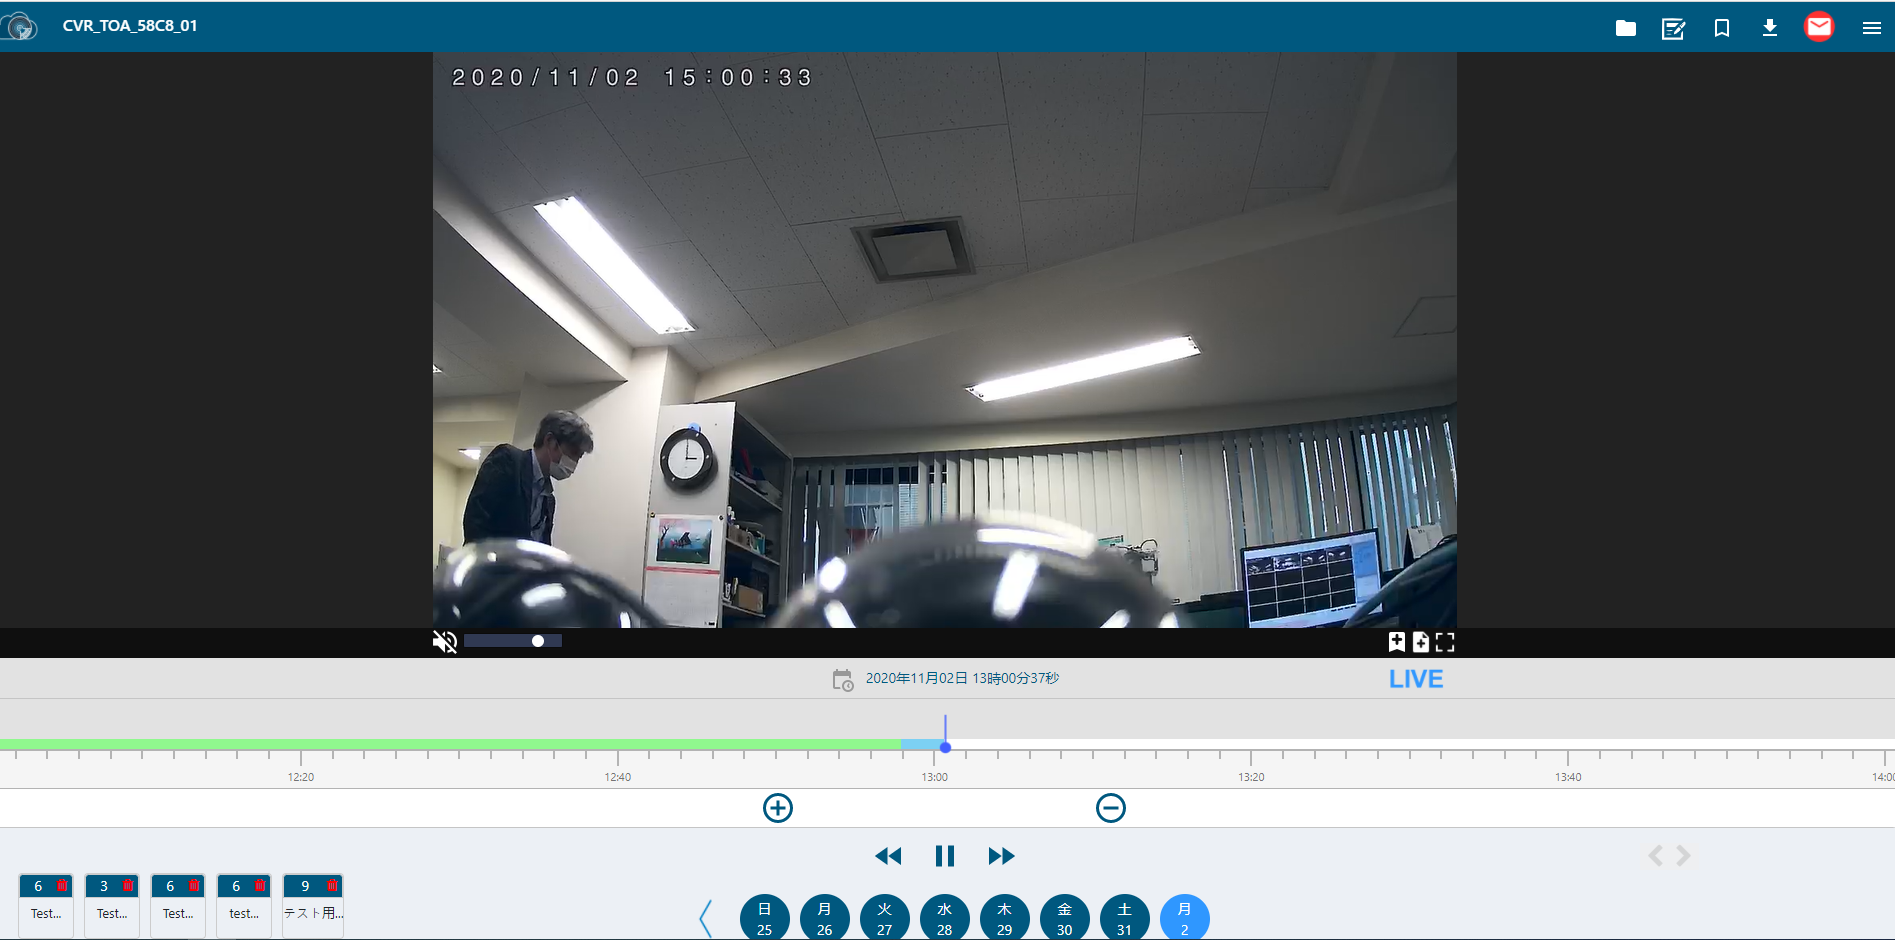 CVR_TOA_58C8_01
2020/11/02 15:00:33
2020年11月02日 13時00分37秒
LIVE
12:20 12:40 13:00 13:20 13:40 14:00
6 3 6 6 9
Test... Test... Test... test... テスト用...
日 月 火 水 木 金 土 月
25 26 27 28 29 30 31 2